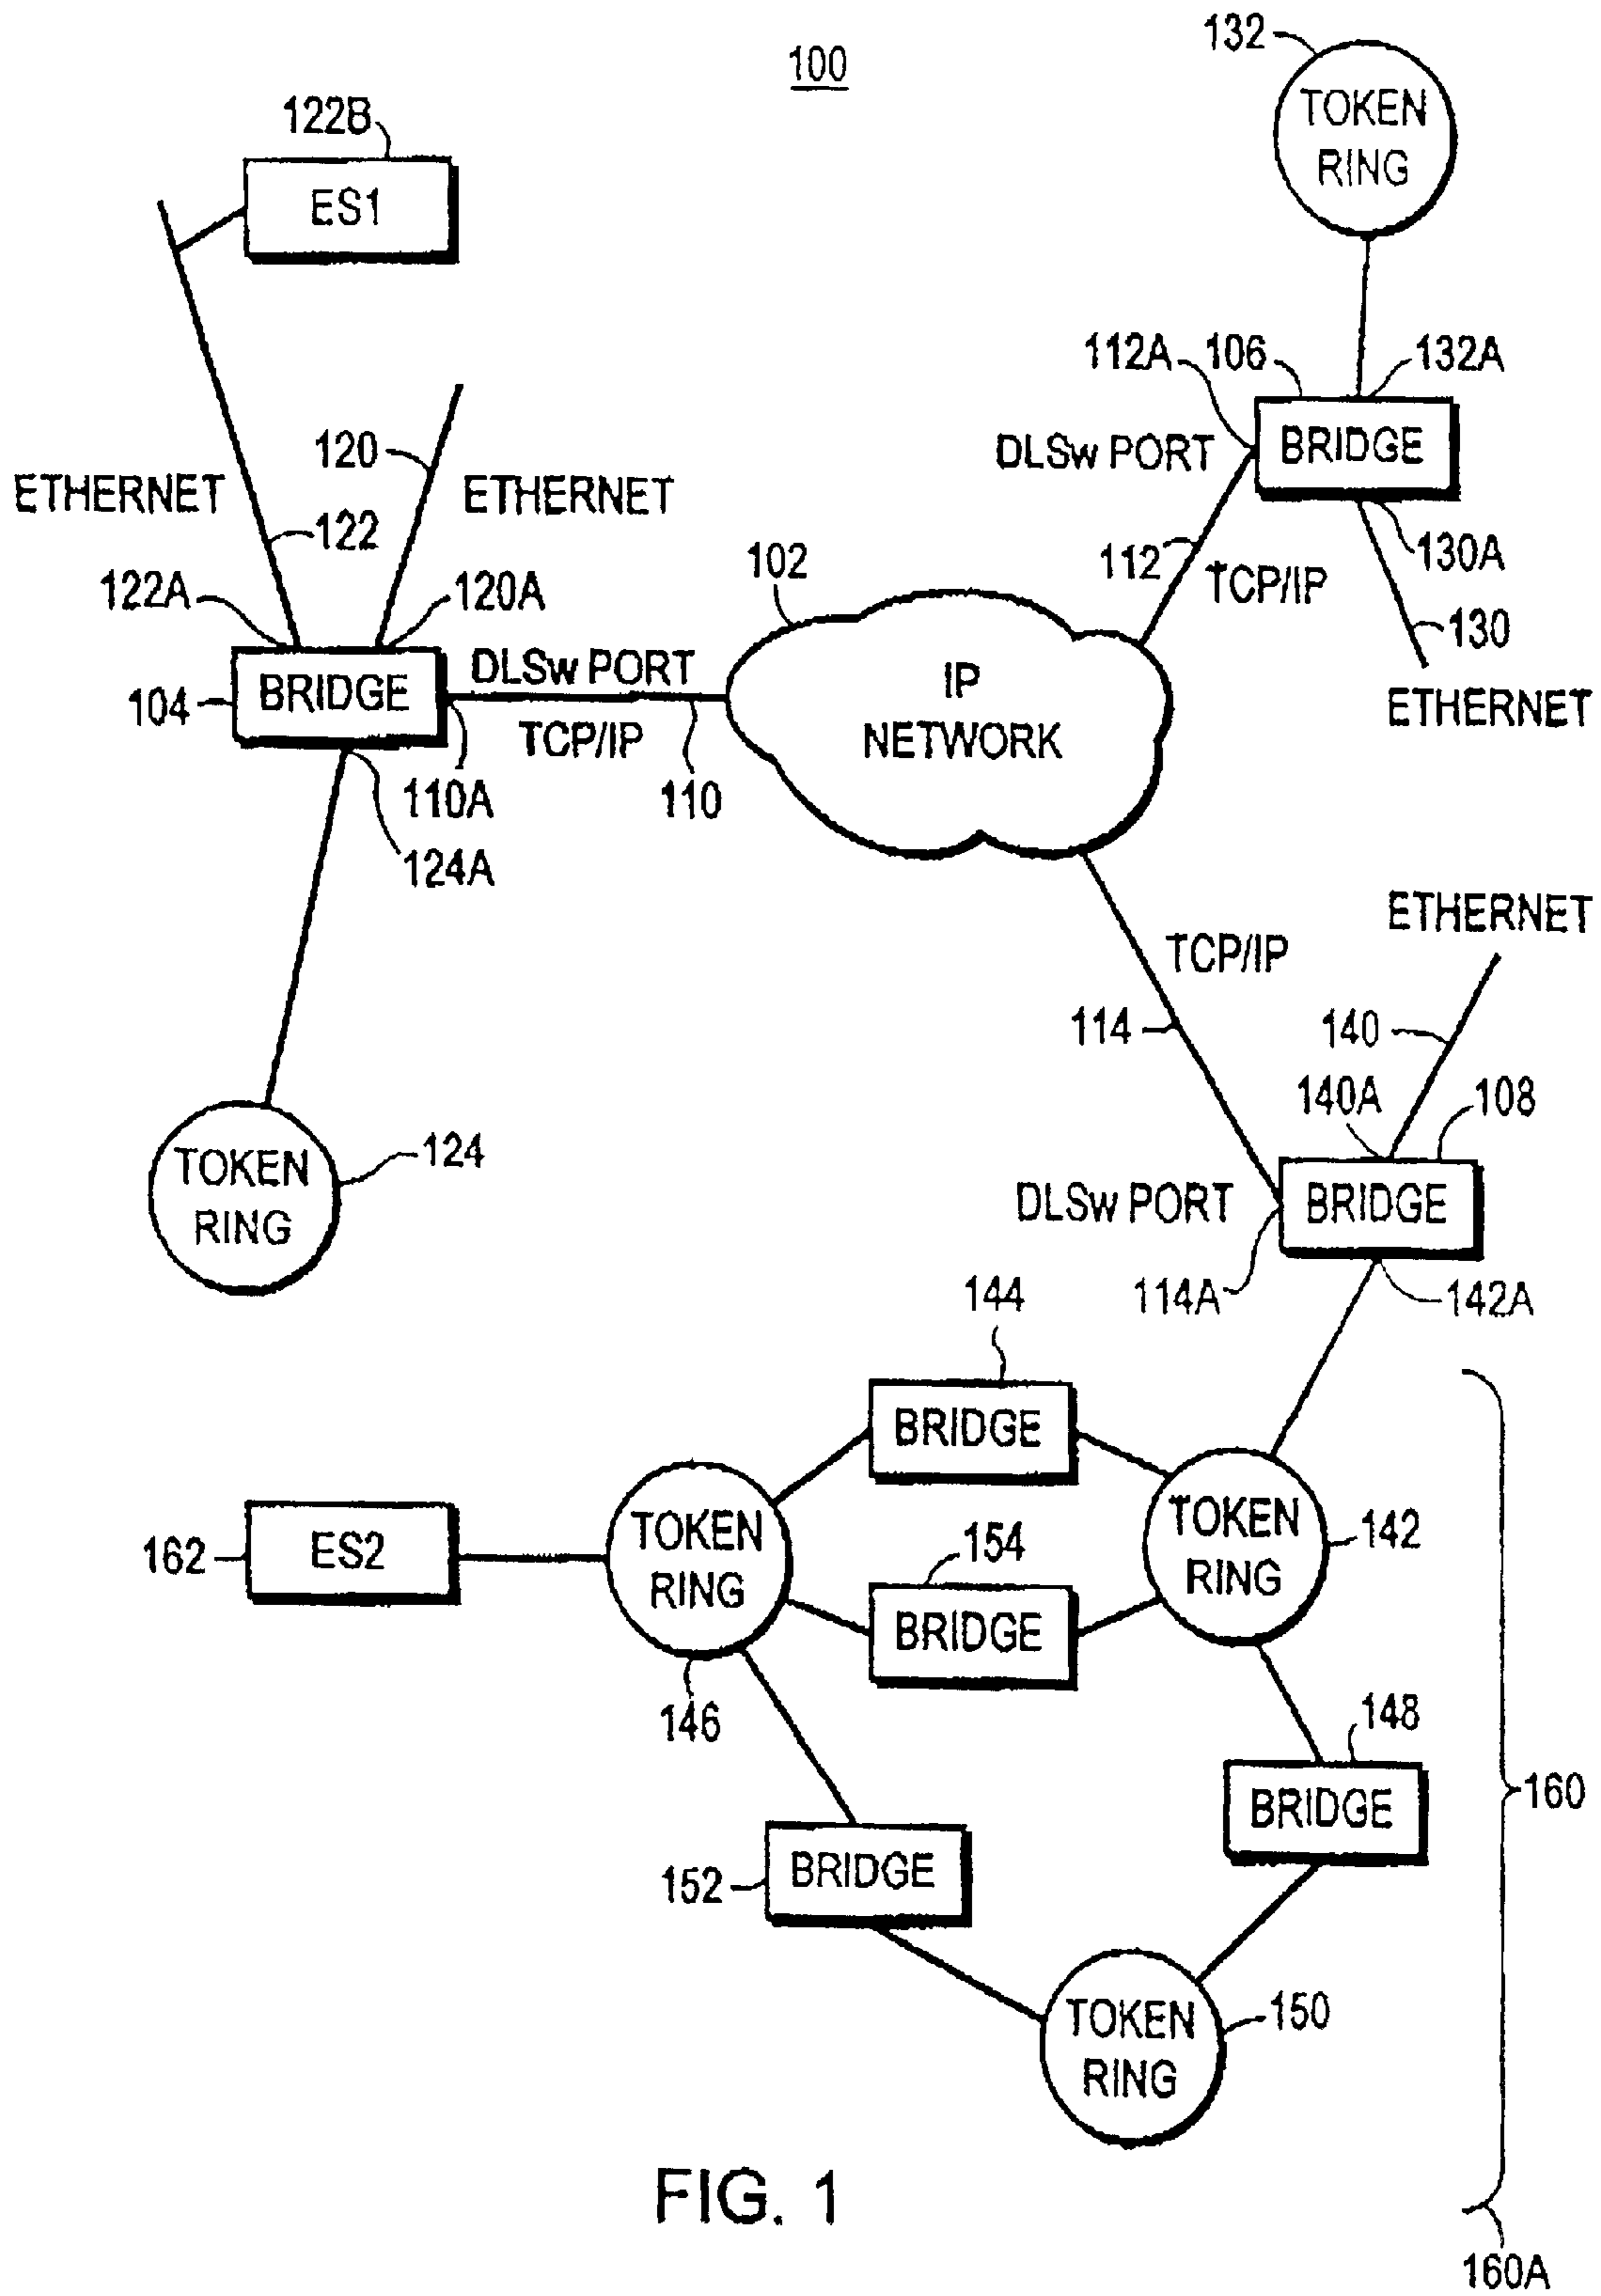 132
100
TOKEN
RING
122B
ES1
112A
106
132A
DLSw PORT
BRIDGE
120
ETHERNET
ETHERNET
122
130A
102
112
TCP/IP
122A
120A
130
DLSw PORT
IP
NETWORK
104
BRIDGE
ETHERNET
TCP/IP
110A
110
124A
ETHERNET
TCP/IP
114
140
140A
108
TOKEN
RING
124
DLSw PORT
BRIDGE
114A
142A
144
BRIDGE
162
ES2
TOKEN
RING
154
TOKEN
RING
142
BRIDGE
146
148
160
BRIDGE
152
BRIDGE
TOKEN
RING
150
FIG. 1
160A